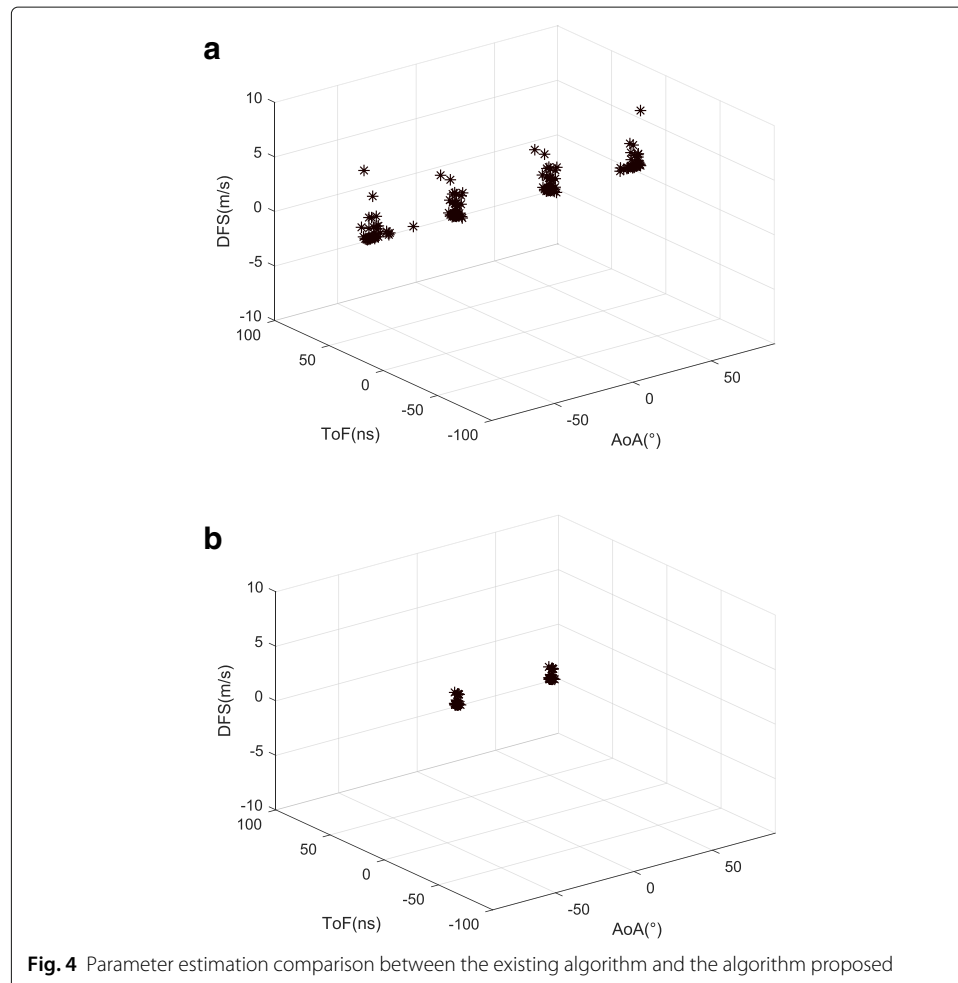 a
10
5
0
-5
-10
DFS(m/s)
100
50
0
-50
-100
ToF(ns)
-50
0
50
AoA(°)
b
10
5
0
-5
-10
DFS(m/s)
100
50
0
-50
-100
ToF(ns)
-50
0
50
AoA(°)
Fig. 4 Parameter estimation comparison between the existing algorithm and the algorithm proposed